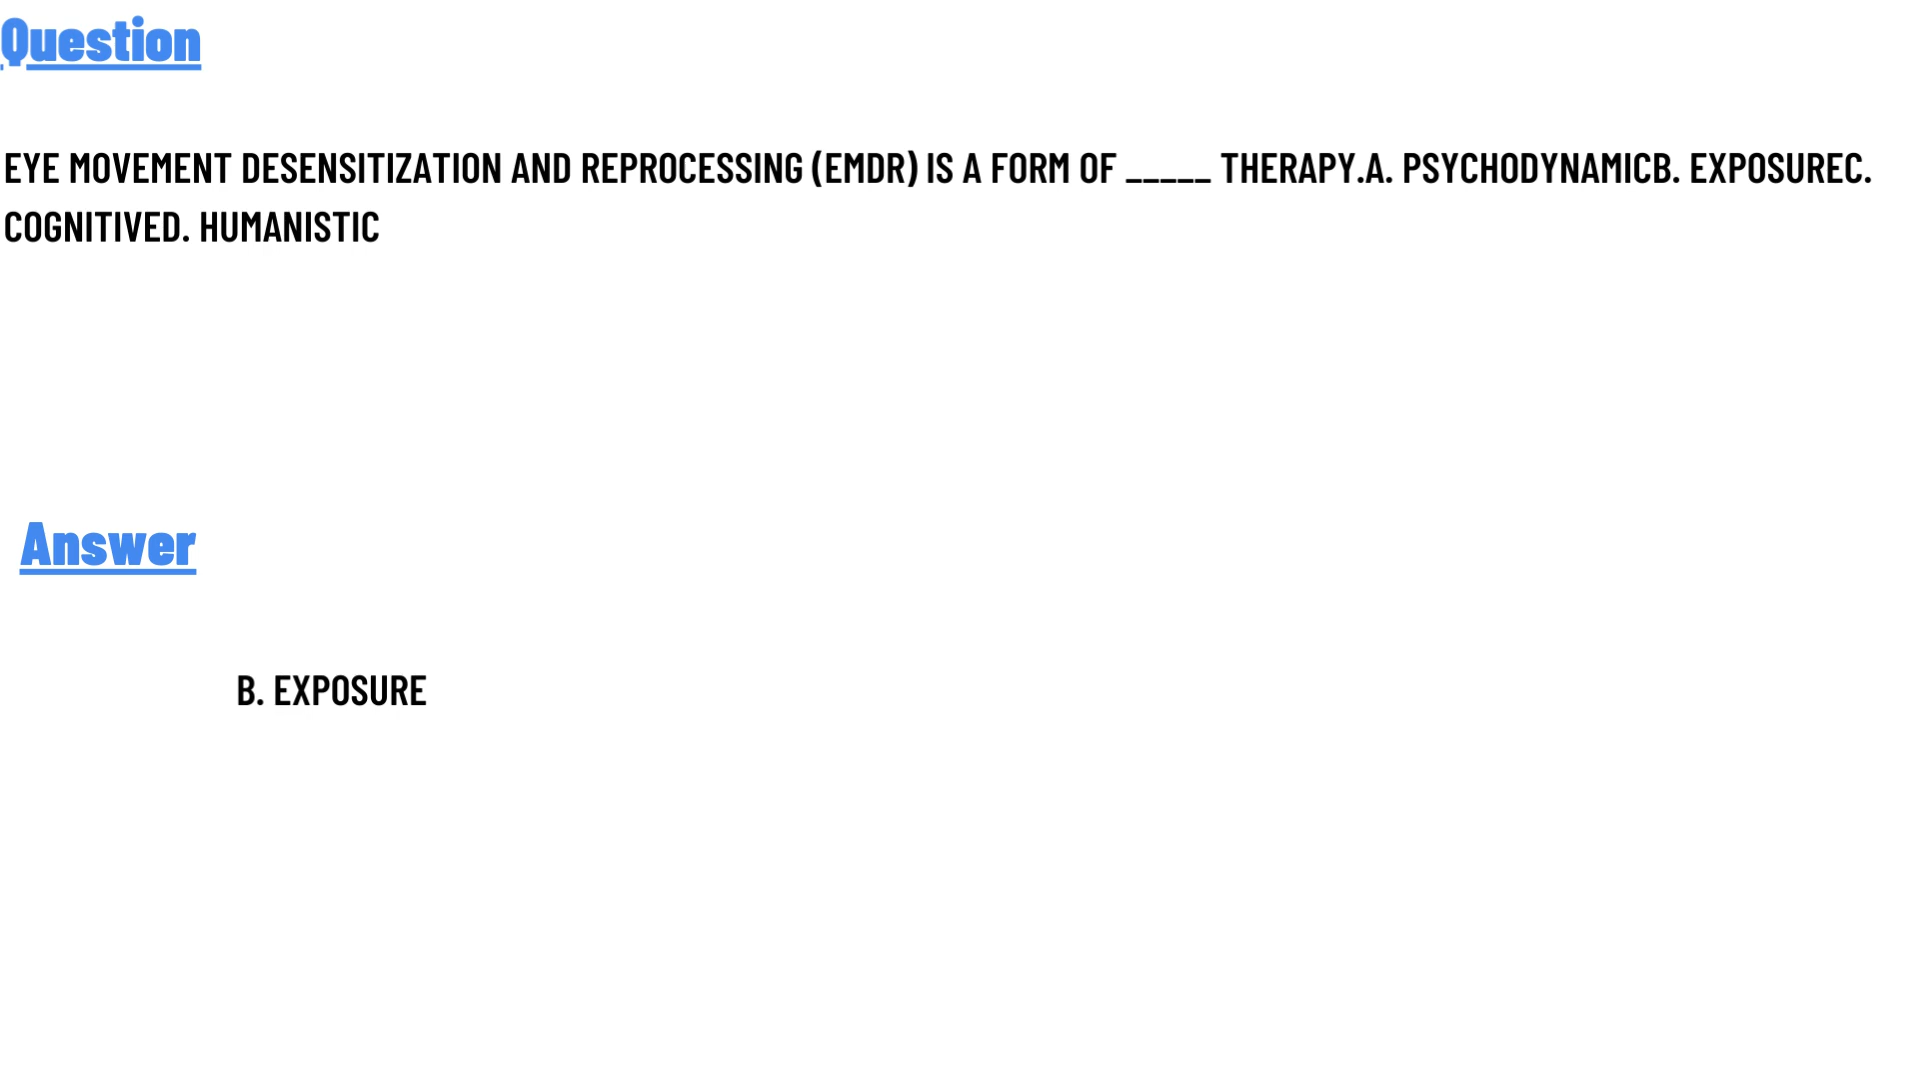 Question
EYE MOVEMENT DESENSITIZATION AND REPROCESSING (EMDR) IS A FORM OF _____ THERAPY.A. PSYCHODYNAMICB. EXPOSUREC.
COGNITIVED. HUMANISTIC
Answer
B. EXPOSURE